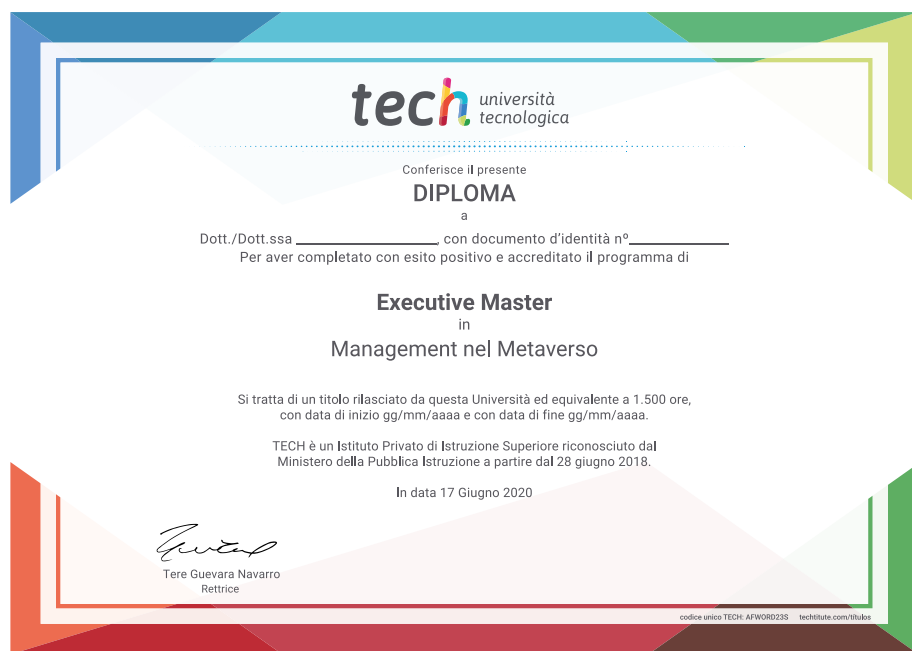 tech università
tecnologica
Conferisce il presente
DIPLOMA
a
Dott./Dott.ssa ____________________, con documento d'identità nº______________
Per aver completato con esito positivo e accreditato il programma di
Executive Master
in
Management nel Metaverso
Si tratta di un titolo rilasciato da questa Università ed equivalente a 1.500 ore,
con data di inizio gg/mm/aaaa e con data di fine gg/mm/aaaa.
TECH è un Istituto Privato di Istruzione Superiore riconosciuto dal
Ministero della Pubblica Istruzione a partire dal 28 giugno 2018.
In data 17 Giugno 2020
Tere Guevara Navarro
Rettrice
codice unico TECH: AFWORD23S techtitute.com/títulos